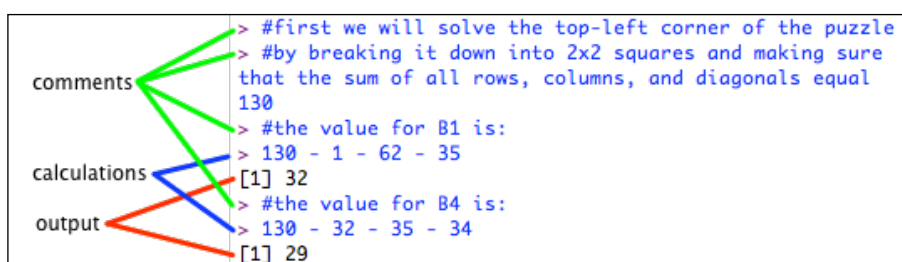 > #first we will solve the top-left corner of the puzzle
> #by breaking it down into 2x2 squares and making sure
that the sum of all rows, columns, and diagonals equal
130
> #the value for B1 is:
> 130 - 1 - 62 - 35
[1] 32
> #the value for B4 is:
> 130 - 32 - 35 - 34
[1] 29
comments
calculations
output